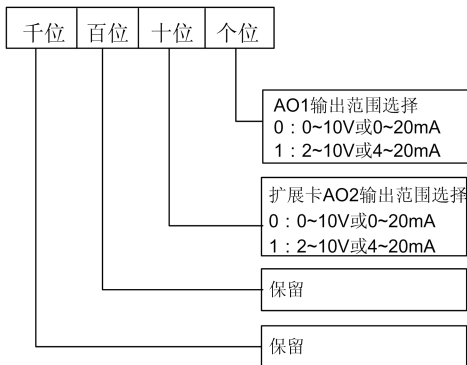 千位 百位 十位 个位
AO1输出范围选择
0：0~10V或0~20mA
1：2~10V或4~20mA
扩展卡AO2输出范围选择
0：0~10V或0~20mA
1：2~10V或4~20mA
保留
保留